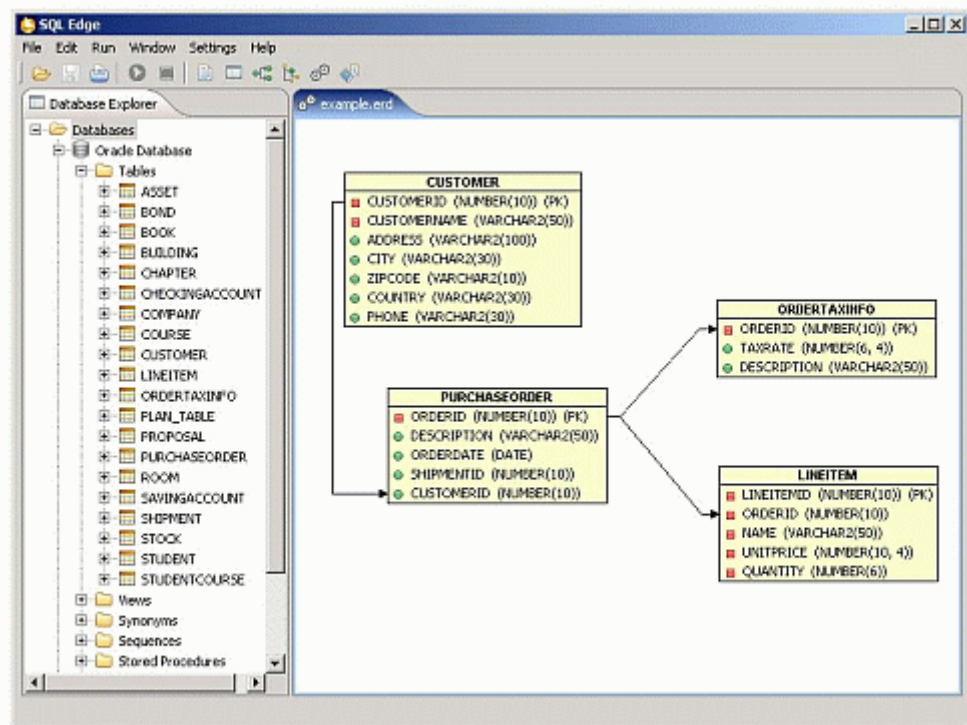 SQL Edge
File Edit Run Window Settings Help
Database Explorer
Databases
Oracle Database
Tables
ASSET
BOND
BOOK
BUILDING
CHAPTER
CHECKINGACCOUNT
COMPANY
COURSE
CUSTOMER
LINEITEM
ORDERTAXINFO
PLAN_TABLE
PROPOSAL
PURCHASEORDER
ROOM
SAVINGACCOUNT
SHIPMENT
STOCK
STUDENT
STUDENTCOURSE
Views
Synonyms
Sequences
Stored Procedures
example.erd
CUSTOMER
CUSTOMERID (NUMBER(10)) (PK)
CUSTOMERNAME (VARCHAR2(50))
ADDRESS (VARCHAR2(100))
CITY (VARCHAR2(30))
ZIPCODE (VARCHAR2(10))
COUNTRY (VARCHAR2(30))
PHONE (VARCHAR2(30))
PURCHASEORDER
ORDERID (NUMBER(10)) (PK)
DESCRIPTION (VARCHAR2(50))
ORDERDATE (DATE)
SHIPMENTID (NUMBER(10))
CUSTOMERID (NUMBER(10))
ORDERTAXINFO
ORDERID (NUMBER(10)) (PK)
TAXRATE (NUMBER(6, 4))
DESCRIPTION (VARCHAR2(50))
LINEITEM
LINEITEMID (NUMBER(10)) (PK)
ORDERID (NUMBER(10))
NAME (VARCHAR2(50))
UNITPRICE (NUMBER(10, 4))
QUANTITY (NUMBER(6))